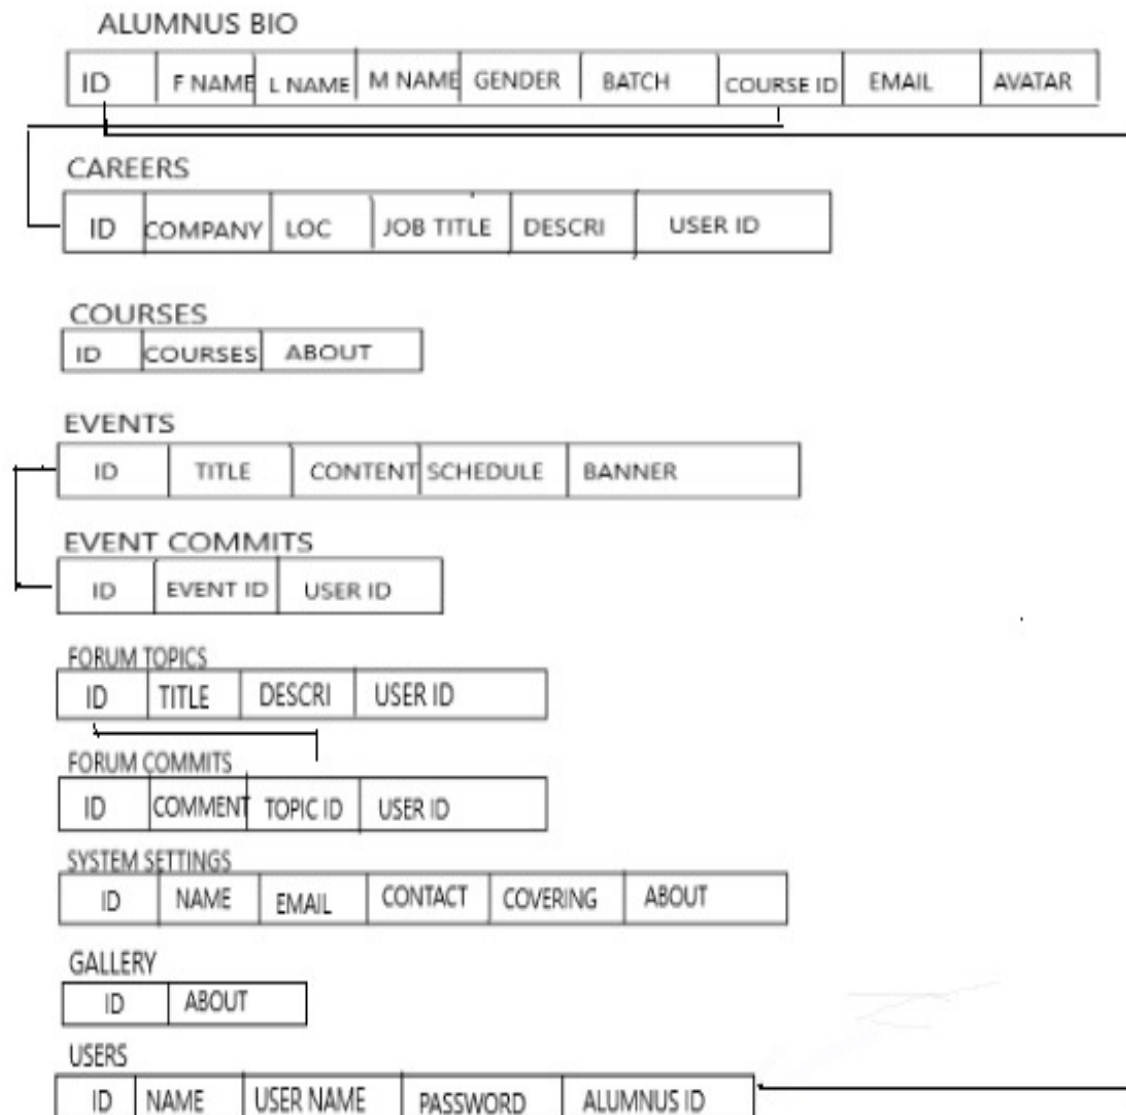 ALUMNUS BIO
ID F NAME L NAME M NAME GENDER BATCH COURSE ID EMAIL AVATAR
CAREERS
ID COMPANY LOC JOB TITLE DESCRI USER ID
COURSES
ID COURSES ABOUT
EVENTS
ID TITLE CONTENT SCHEDULE BANNER
EVENT COMMITS
ID EVENT ID USER ID
FORUM TOPICS
ID TITLE DESCRI USER ID
FORUM COMMITS
ID COMMENT TOPIC ID USER ID
SYSTEM SETTINGS
ID NAME EMAIL CONTACT COVERING ABOUT
GALLERY
ID ABOUT
USERS
ID NAME USER NAME PASSWORD ALUMNUS ID